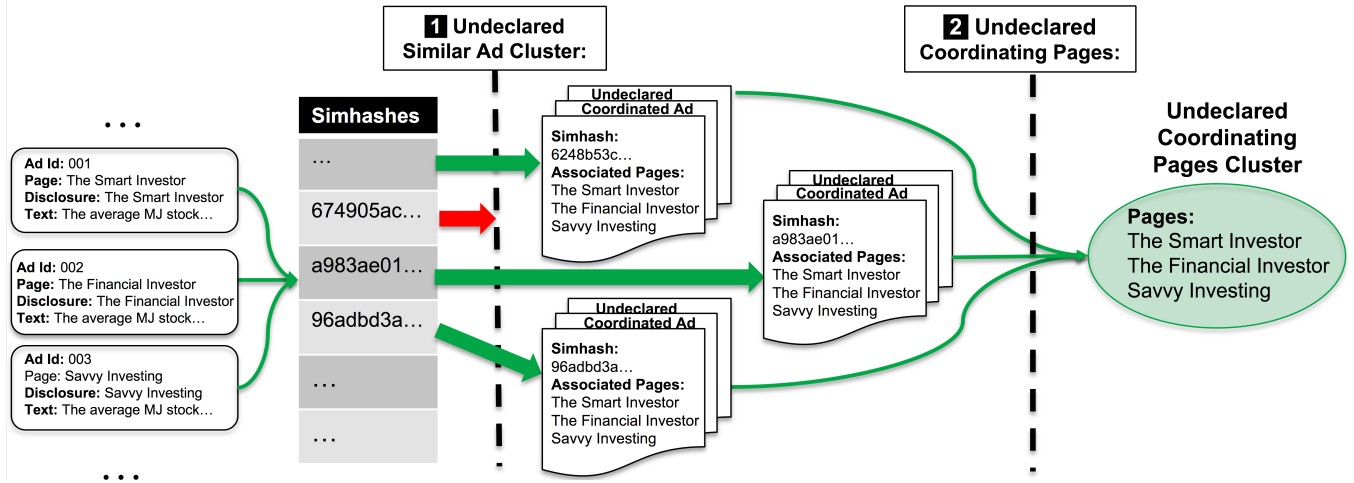 1 Undeclared
Similar Ad Cluster:
2 Undeclared
Coordinating Pages:
...
Ad Id: 001
Page: The Smart Investor
Disclosure: The Smart Investor
Text: The average MJ stock...
Ad Id: 002
Page: The Financial Investor
Disclosure: The Financial Investor
Text: The average MJ stock...
Ad Id: 003
Page: Savvy Investing
Disclosure: Savvy Investing
Text: The average MJ stock...
...
Simhashes
...
674905ac...
a983ae01...
96adbd3a...
...
...
Undeclared
Coordinated Ad
Simhash:
6248b53c...
Associated Pages:
The Smart Investor
The Financial Investor
Savvy Investing
Undeclared
Coordinated Ad
Simhash:
a983ae01...
Associated Pages:
The Smart Investor
The Financial Investor
Savvy Investing
Undeclared
Coordinated Ad
Simhash:
96adbd3a...
Associated Pages:
The Smart Investor
The Financial Investor
Savvy Investing
Undeclared
Coordinating
Pages Cluster
Pages:
The Smart Investor
The Financial Investor
Savvy Investing